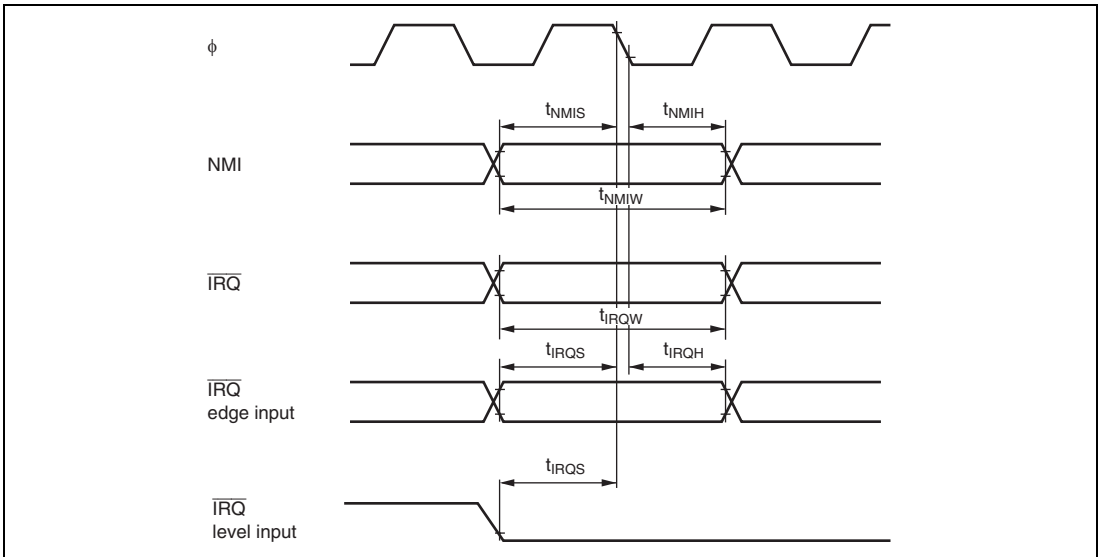 φ
tNMIS tNMIH
NMI
tNMIW
IRQ
tIRQW
tIRQS tIRQH
IRQ
edge input
tIRQS
IRQ
level input